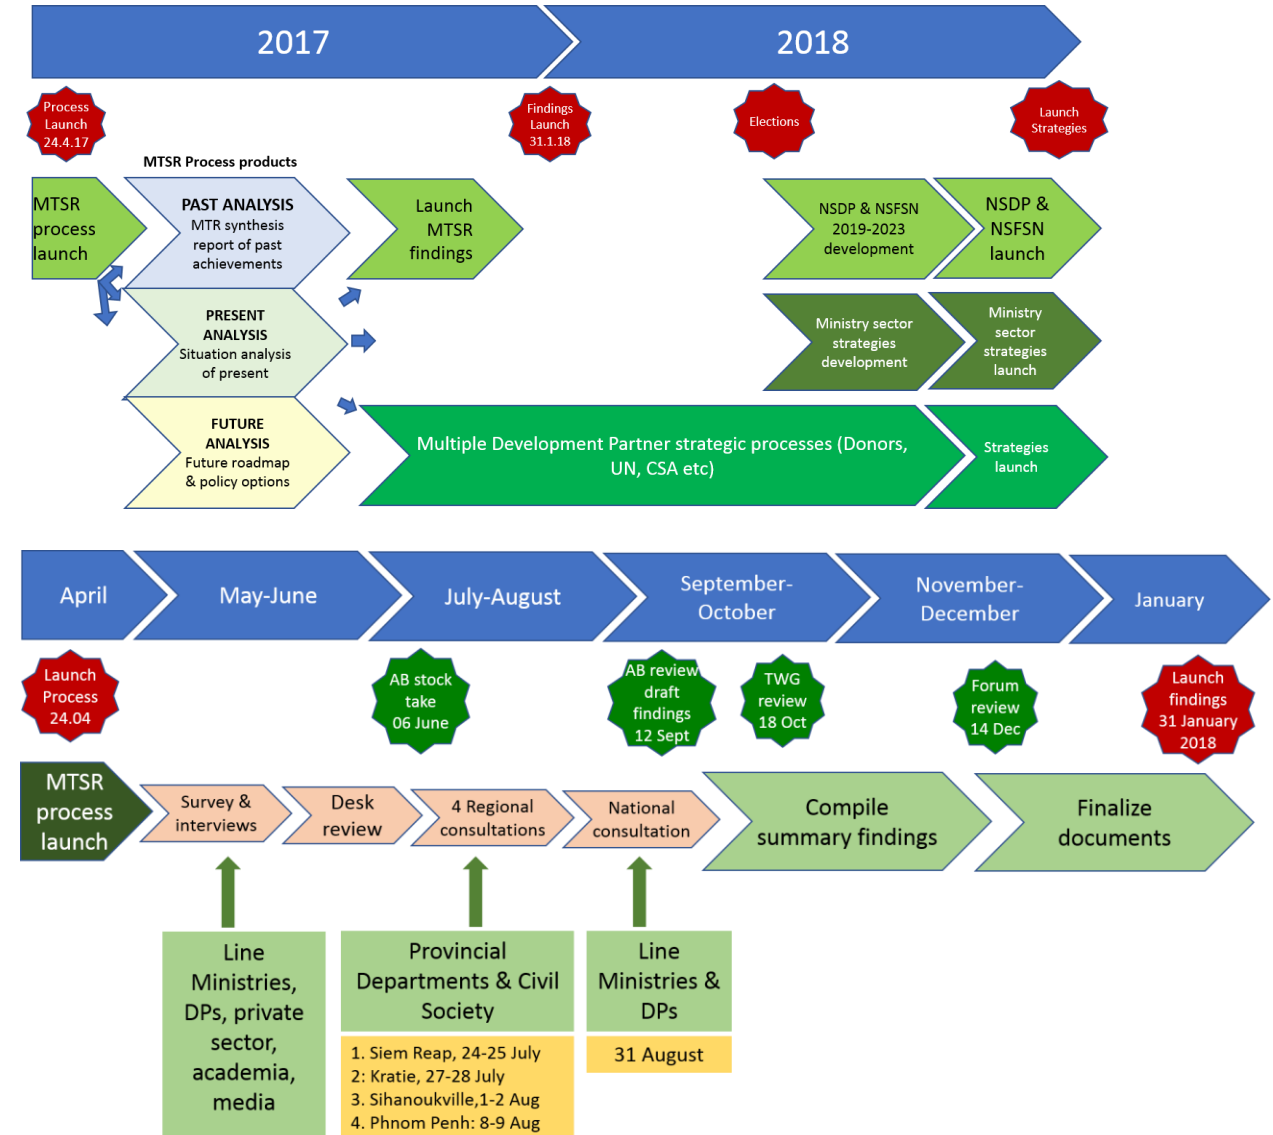 2017
2018
Process
Launch
24.4.17
Findings
Launch
31.1.18
Elections
Launch
Strategies
MTSR Process products
MTSR
process
launch
PAST ANALYSIS
MTR synthesis
report of past
achievements
Launch
MTSR
findings
NSDP & NSFSN
2019-2023
development
NSDP &
NSFSN
launch
PRESENT
ANALYSIS
Situation analysis
of present
Ministry sector
strategies
development
Ministry
sector
strategies
launch
FUTURE
ANALYSIS
Future roadmap
& policy options
Multiple Development Partner strategic processes (Donors,
UN, CSA etc)
Strategies
launch
April
May-June
July-August
September-
October
November-
December
January
Launch
Process
24.04
AB stock
take
06 June
AB review
draft
findings
12 Sept
TWG
review
18 Oct
Forum
review
14 Dec
Launch
findings
31 January
2018
MTSR
process
launch
Survey &
interviews
Desk
review
4 Regional
consultations
National
consultation
Compile
summary findings
Finalize
documents
Line
Ministries,
DPs, private
sector,
academia,
media
Provincial
Departments & Civil
Society
1. Siem Reap, 24-25 July
2: Kratie, 27-28 July
3. Sihanoukville,1-2 Aug
4. Phnom Penh: 8-9 Aug
Line
Ministries &
DPs
31 August